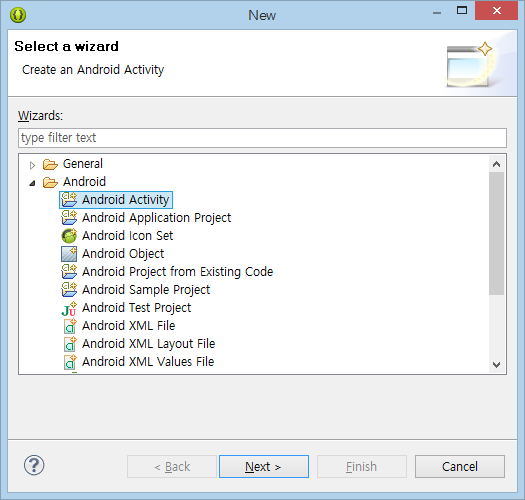 New
Select a wizard
Create an Android Activity
Wizards:
type filter text
General
Android
Android Activity
Android Application Project
Android Icon Set
Android Object
Android Project from Existing Code
Android Sample Project
Android Test Project
Android XML File
Android XML Layout File
Android XML Values File
? < Back Next > Finish Cancel